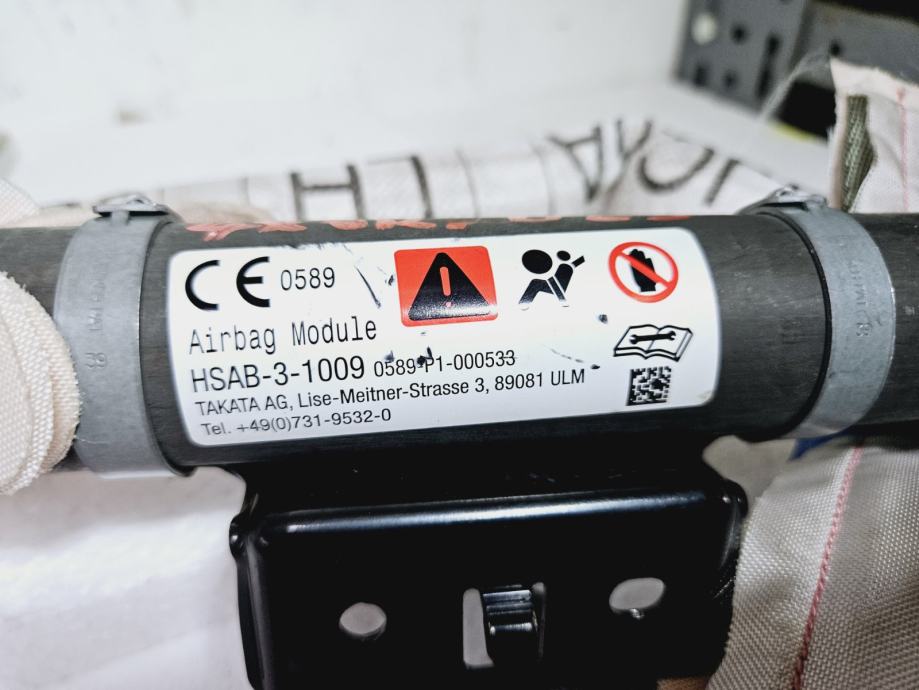 CE 0589
Airbag Module
HSAB-3-1009 0589-P1-000533
TAKATA AG, Lise-Meitner-Strasse 3, 89081 ULM
Tel. +49(0)731-9532-0